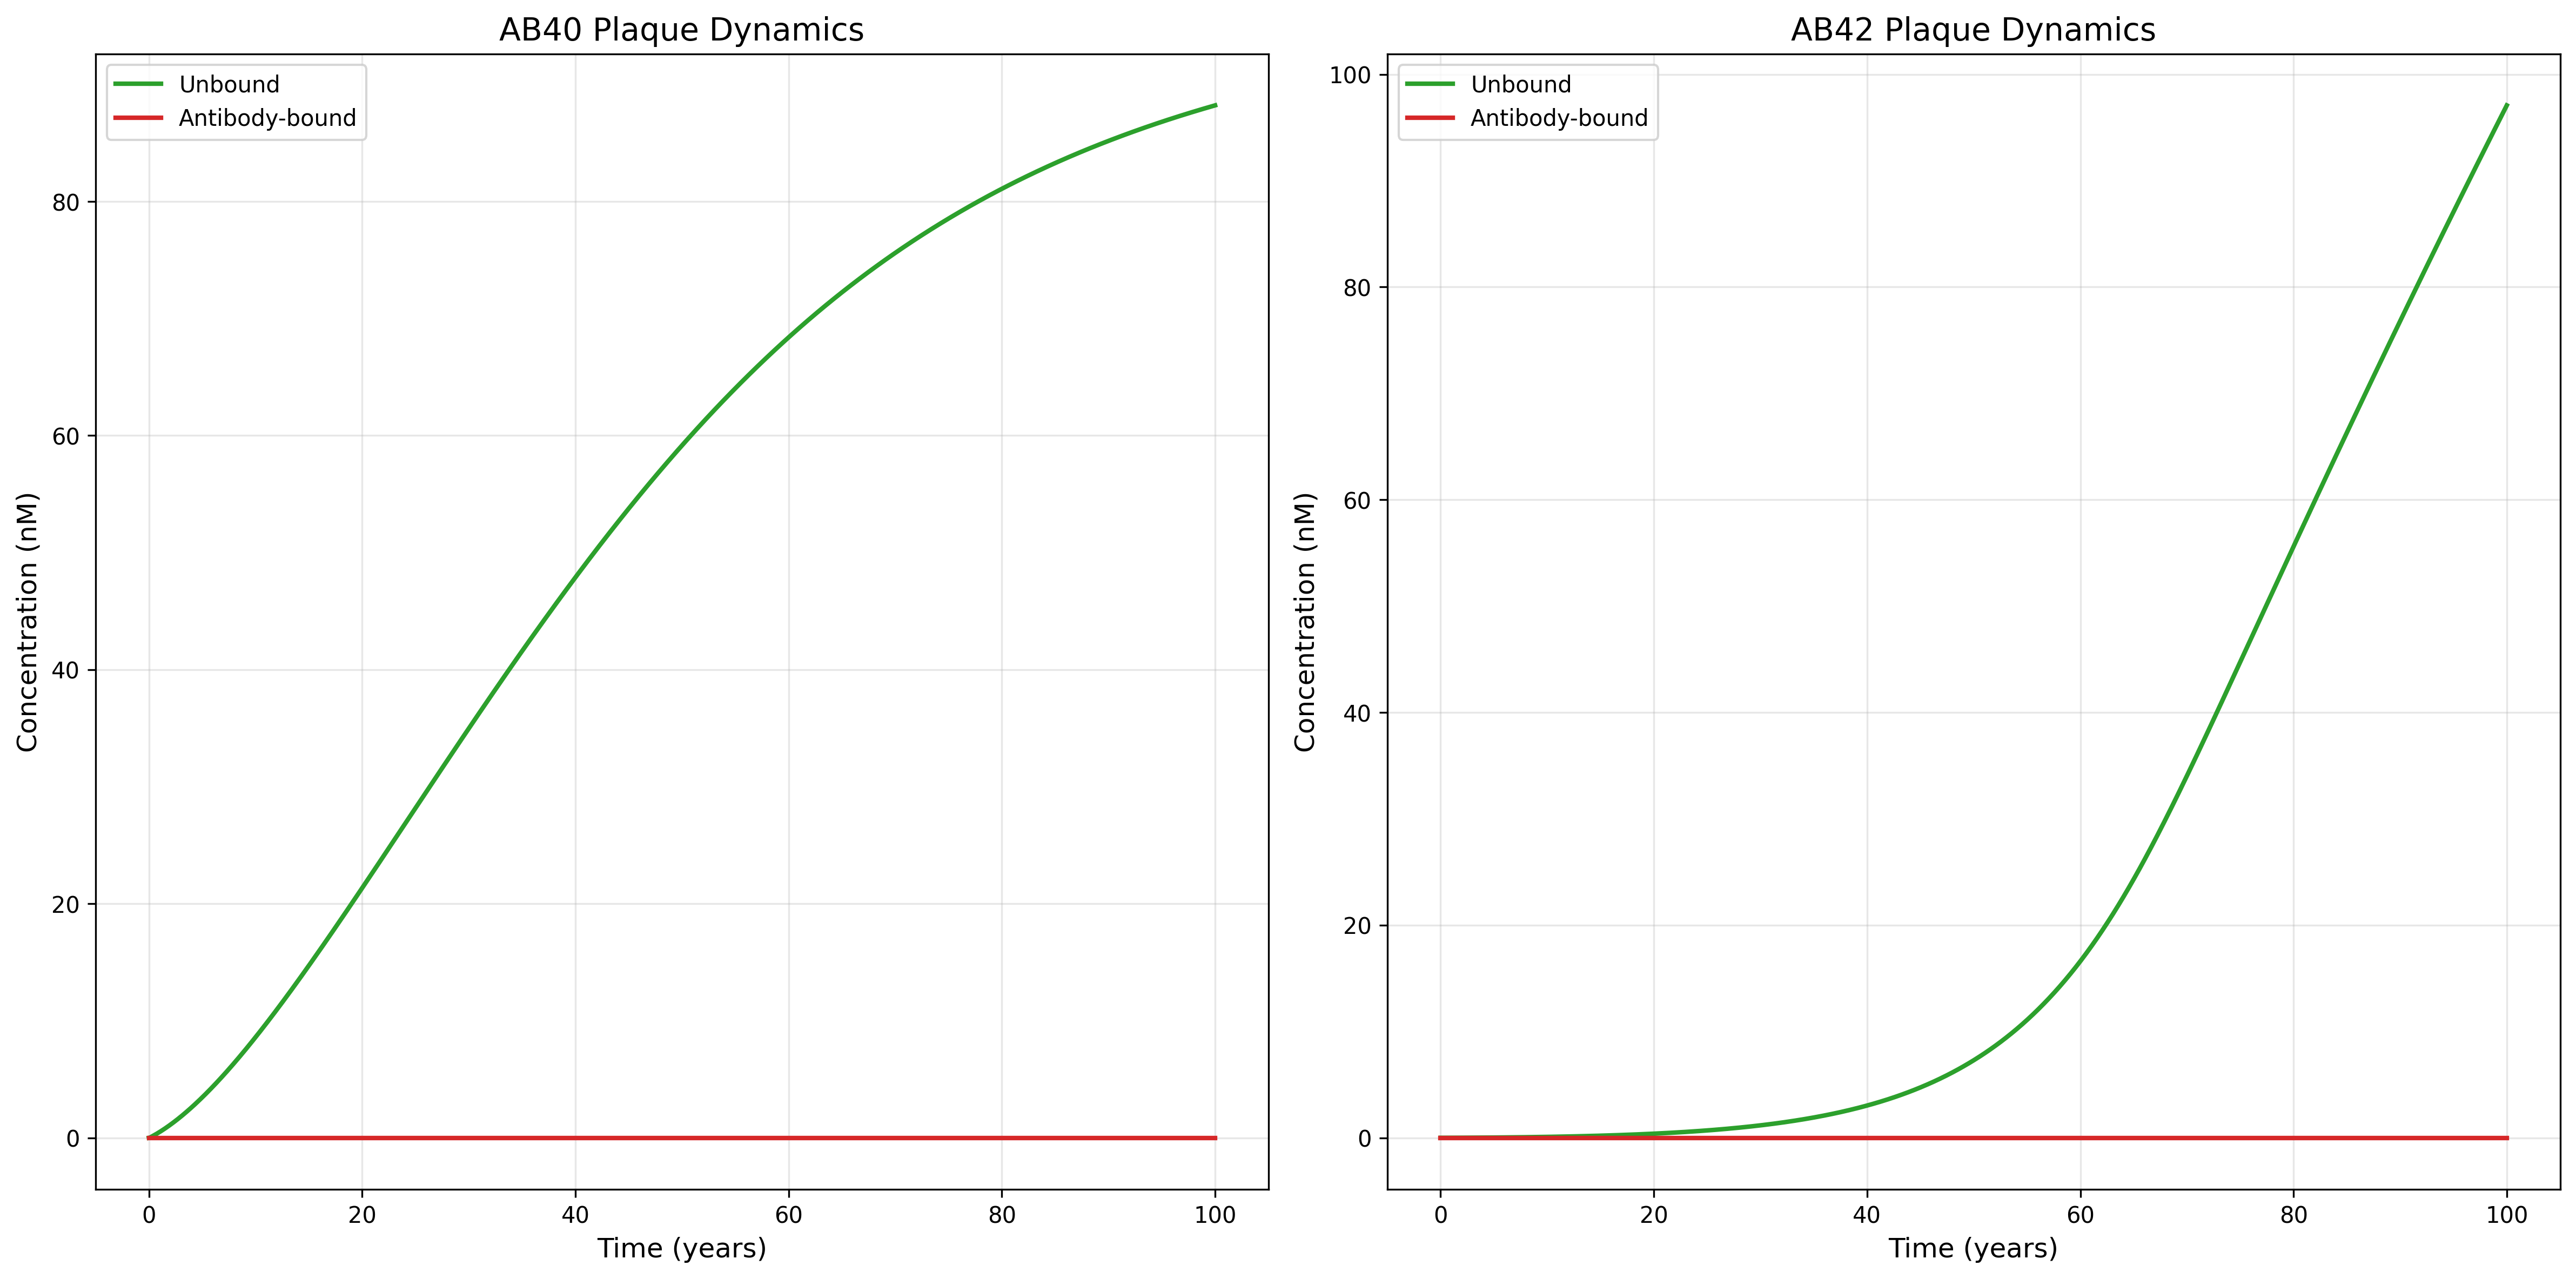 AB40 Plaque Dynamics
Unbound
Antibody-bound
Concentration (nM)
80
60
40
20
0
0 20 40 60 80 100
Time (years)
AB42 Plaque Dynamics
Unbound
Antibody-bound
Concentration (nM)
100
80
60
40
20
0
0 20 40 60 80 100
Time (years)